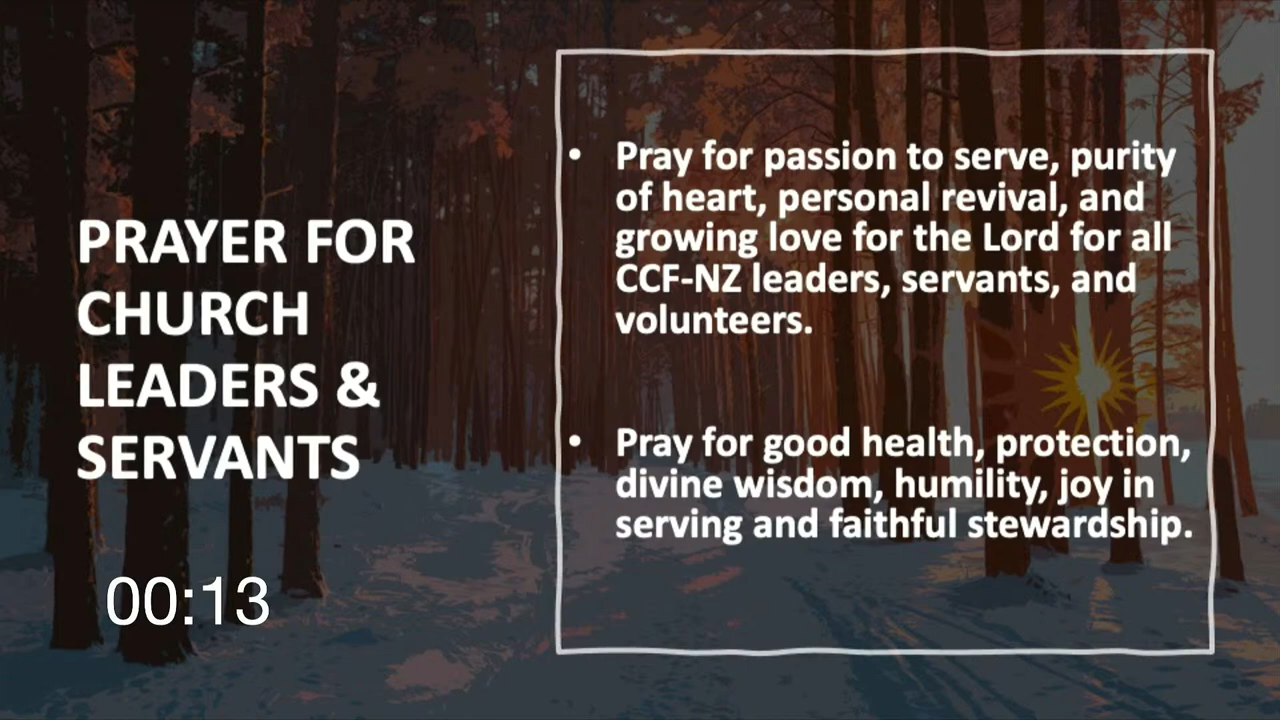 PRAYER FOR
CHURCH
LEADERS &
SERVANTS
00:13
• Pray for passion to serve, purity
of heart, personal revival, and
growing love for the Lord for all
CCF-NZ leaders, servants, and
volunteers.
• Pray for good health, protection,
divine wisdom, humility, joy in
serving and faithful stewardship.